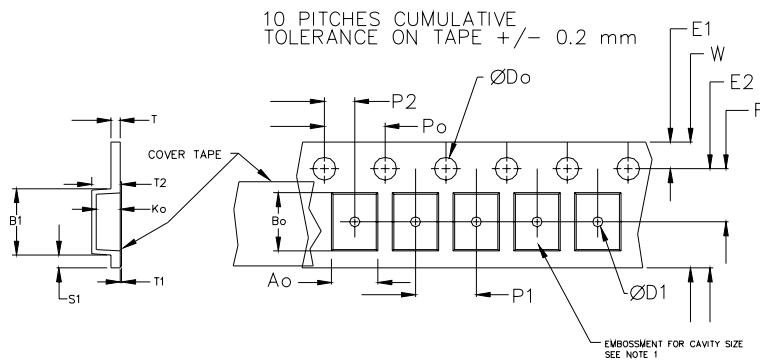 10 PITCHES CUMULATIVE
TOLERANCE ON TAPE +/- 0.2 mm
E1
W
ØDo
E2
P2
F
T
Po
COVER TAPE
T2
B1
Ko
Bo
Ao
P1
ØD1
S1
T1
EMBOSSMENT FOR CAVITY SIZE
SEE NOTE 1